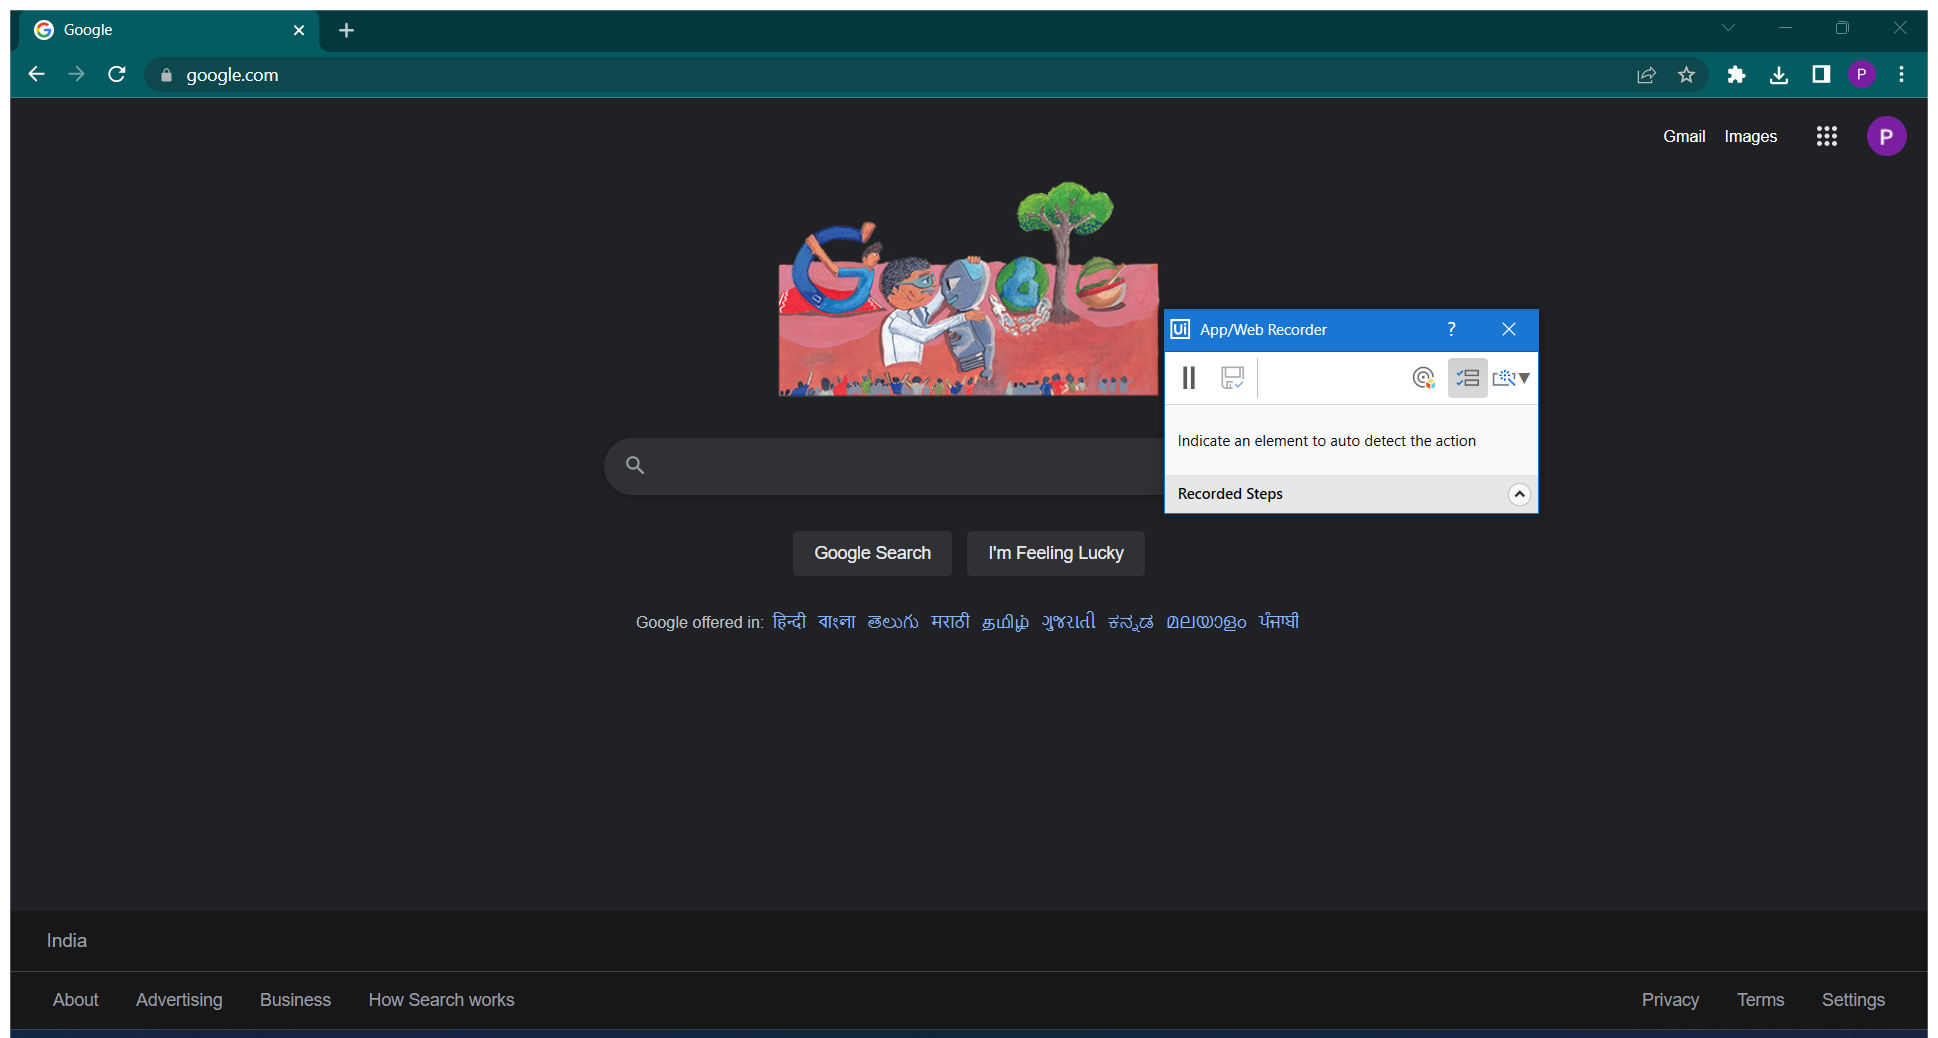 Google
google.com
P
Gmail Images
P
Ui App/Web Recorder ?
Indicate an element to auto detect the action
Recorded Steps
Google Search I'm Feeling Lucky
Google offered in: हिन्दी বাংলা తెలుగు मराठी தமிழ் ગુજરાતી ಕನ್ನಡ മലയാളം ਪੰਜਾਬੀ
India
About Advertising Business How Search works Privacy Terms Settings